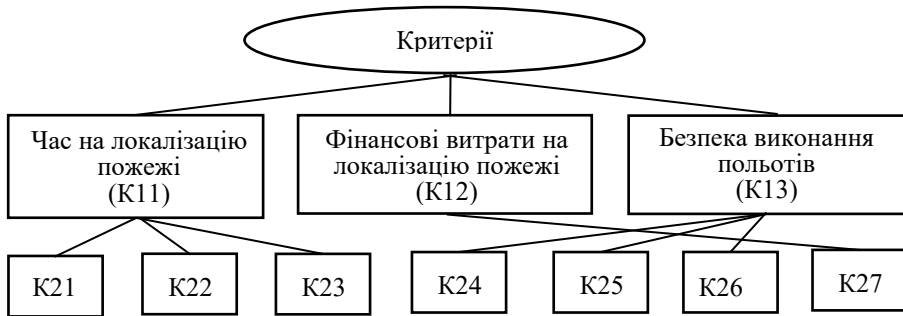 Критерії
Час на локалізацію
пожежі
(К11)
Фінансові витрати на
локалізацію пожежі
(К12)
Безпека виконання
польотів
(К13)
К21
К22
К23
К24
К25
К26
К27